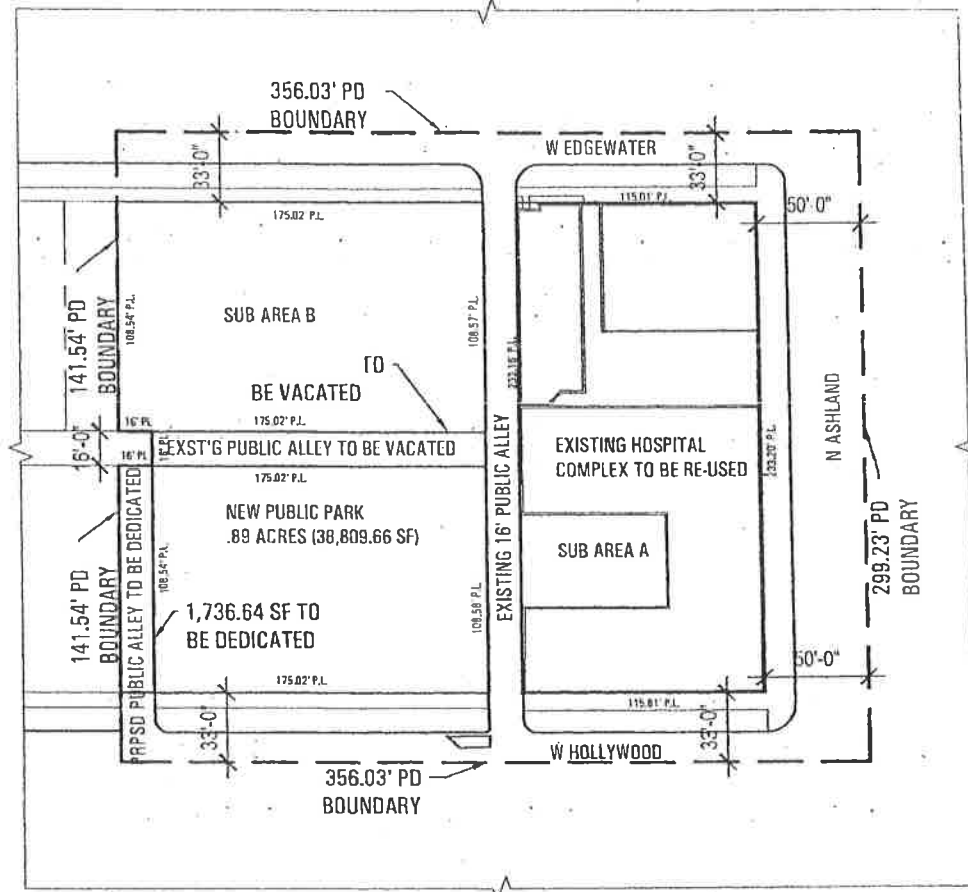 356.03' PD
BOUNDARY
W EDGEWATER
33'-0"
33'-0"
175.02' P.L.
115.01' P.L.
50'-0"
141.54' PD
BOUNDARY
108.54' P.L.
SUB AREA B
108.57' P.L.
TO
BE VACATED
233.16' P.L.
N ASHLAND
16' PL
175.02' P.L.
16'-0"
16' PL
EXST'G PUBLIC ALLEY TO BE VACATED
16' PL
175.02' P.L.
EXISTING 16' PUBLIC ALLEY
EXISTING HOSPITAL
COMPLEX TO BE RE-USED
233.20' P.L.
299.23' PD
BOUNDARY
NEW PUBLIC PARK
.89 ACRES (38,809.66 SF)
SUB AREA A
141.54' PD
BOUNDARY
PRPSD PUBLIC ALLEY TO BE DEDICATED
108.54' P.L.
108.58' P.L.
1,736.64 SF TO
BE DEDICATED
175.02' P.L.
50'-0"
115.81' P.L.
33'-0"
33'-0"
W HOLLYWOOD
356.03' PD
BOUNDARY